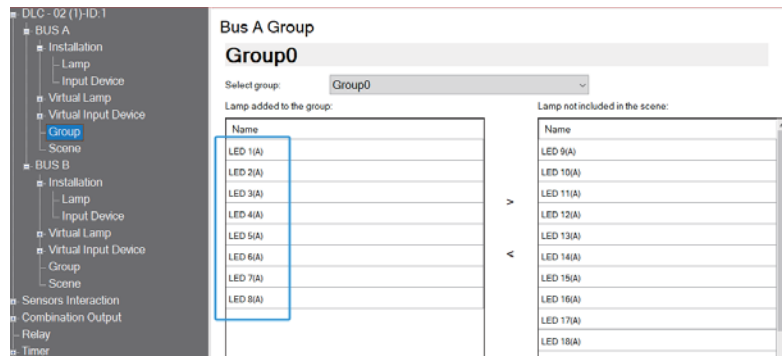 DLC - 02 (1)-ID:1
BUS A
Installation
Lamp
Input Device
Virtual Lamp
Virtual Input Device
Group
Scene
BUS B
Installation
Lamp
Input Device
Virtual Lamp
Virtual Input Device
Group
Scene
Sensors Interaction
Combination Output
Relay
Timer
Bus A Group
Group0
Select group: Group0
Lamp added to the group:
Name
LED 1(A)
LED 2(A)
LED 3(A)
LED 4(A)
LED 5(A)
LED 6(A)
LED 7(A)
LED 8(A)
>
<
Lamp not included in the scene:
Name
LED 9(A)
LED 10(A)
LED 11(A)
LED 12(A)
LED 13(A)
LED 14(A)
LED 15(A)
LED 16(A)
LED 17(A)
LED 18(A)